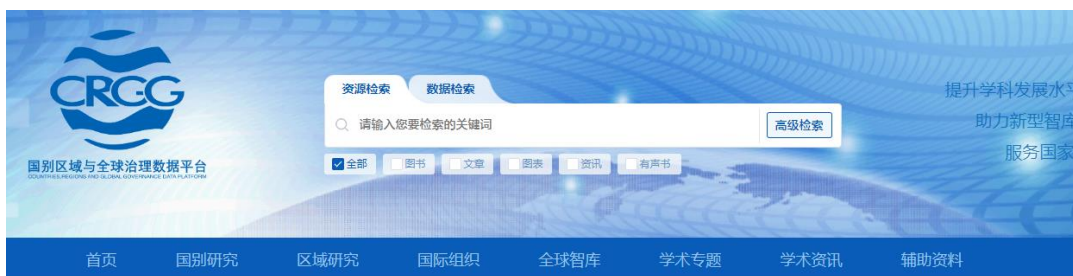 CRGG
国别区域与全球治理数据平台
COUNTRIES, REGIONS AND GLOBAL GOVERNANCE DATA PLATFORM
资源检索 数据检索
请输入您要检索的关键词
高级检索
全部 图书 文章 图表 资讯 有声书
提升学科发展水平
助力新型智库
服务国家
首页 国别研究 区域研究 国际组织 全球智库 学术专题 学术资讯 辅助资料